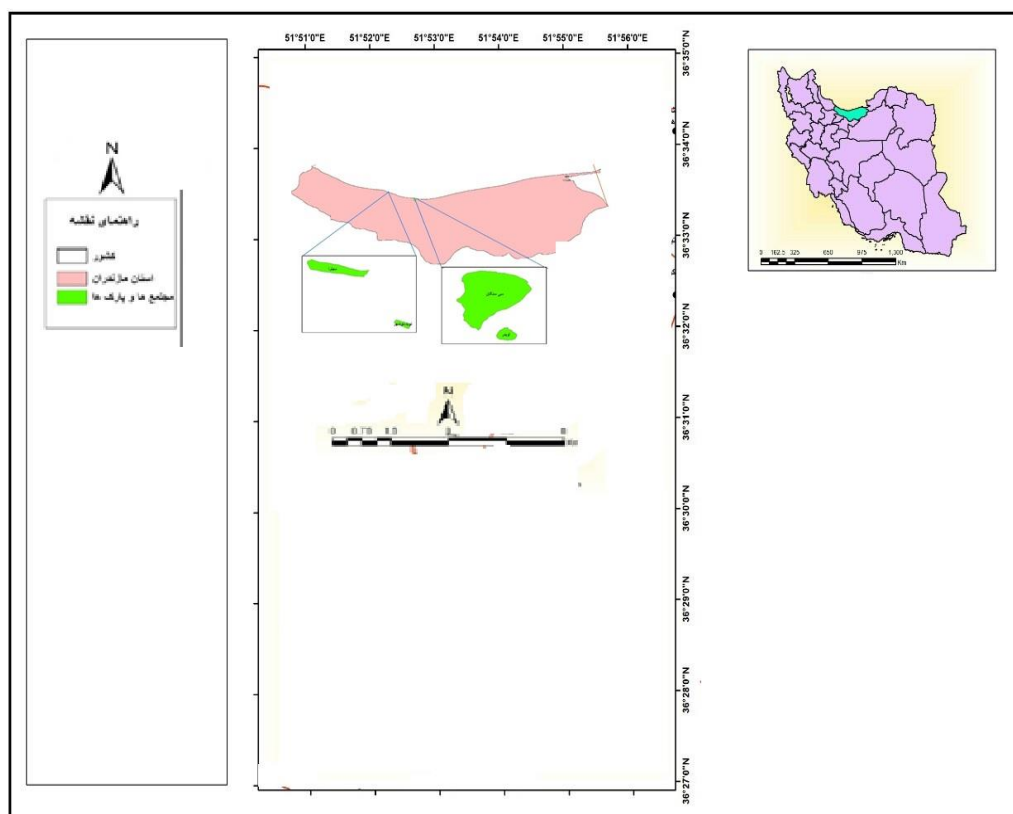 51°51'0"E 51°52'0"E 51°53'0"E 51°54'0"E 51°55'0"E 51°56'0"E
36°35'0"N
36°34'0"N
36°33'0"N
36°32'0"N
36°31'0"N
36°30'0"N
36°29'0"N
36°28'0"N
36°27'0"N
N
راهنمای نقشه
کشور
استان مازندران
مجتمع ها و پارک ها
سی سنگان
N
0 162.5 325 650 975 1,300
Km